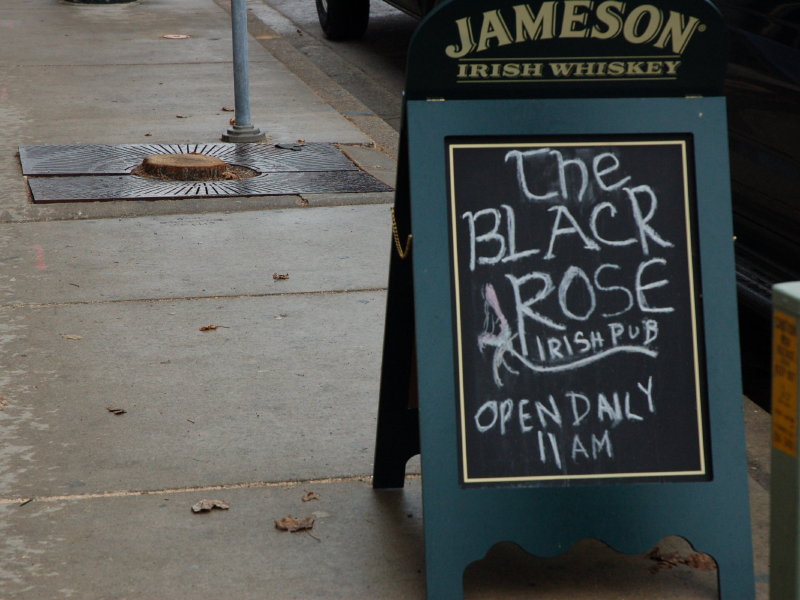 JAMESON
IRISH WHISKEY
The
BLACK
ROSE
IRISH PUB
OPEN DAILY
11 AM